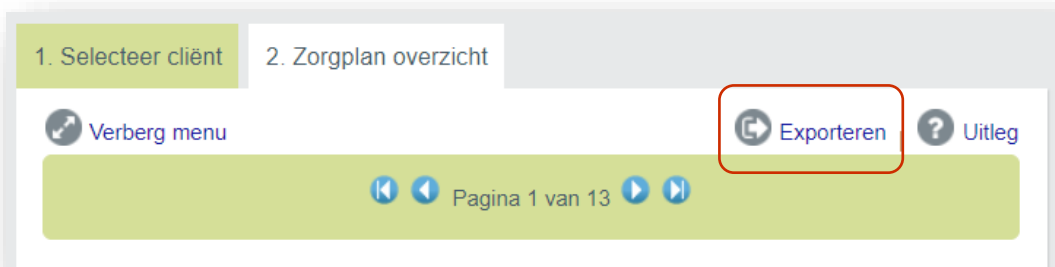 1. Selecteer cliënt 2. Zorgplan overzicht
Verberg menu Exporteren Uitleg
Pagina 1 van 13